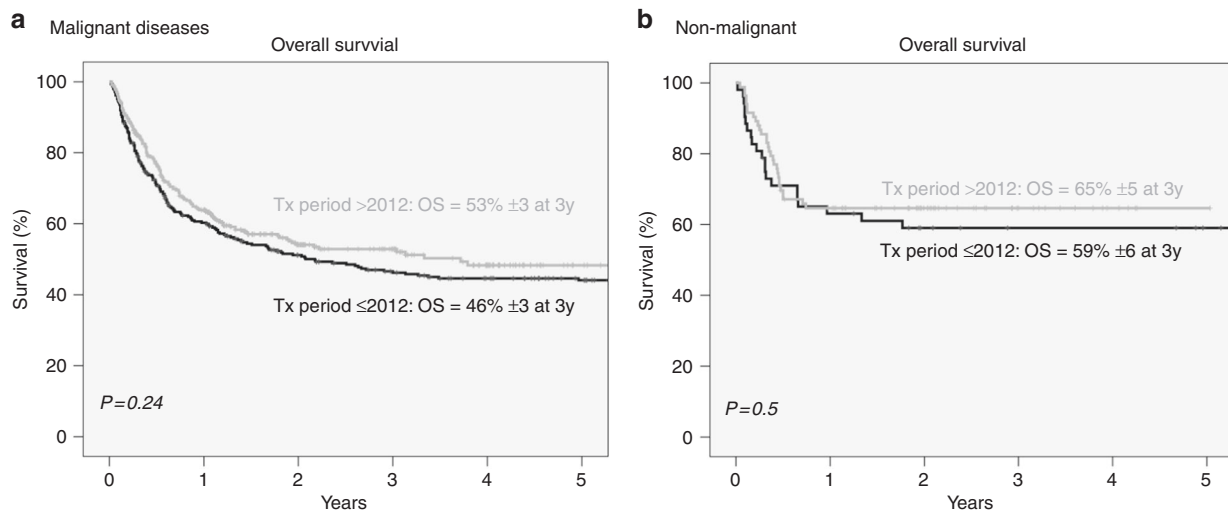 a Malignant diseases
Overall survvial
100
80
60
40
20
0
Survival (%)
Tx period >2012: OS = 53% ±3 at 3y
Tx period ≤2012: OS = 46% ±3 at 3y
P=0.24
0 1 2 3 4 5
Years
b Non-malignant
Overall survival
100
80
60
40
20
0
Survival (%)
Tx period >2012: OS = 65% ±5 at 3y
Tx period ≤2012: OS = 59% ±6 at 3y
P=0.5
0 1 2 3 4 5
Years